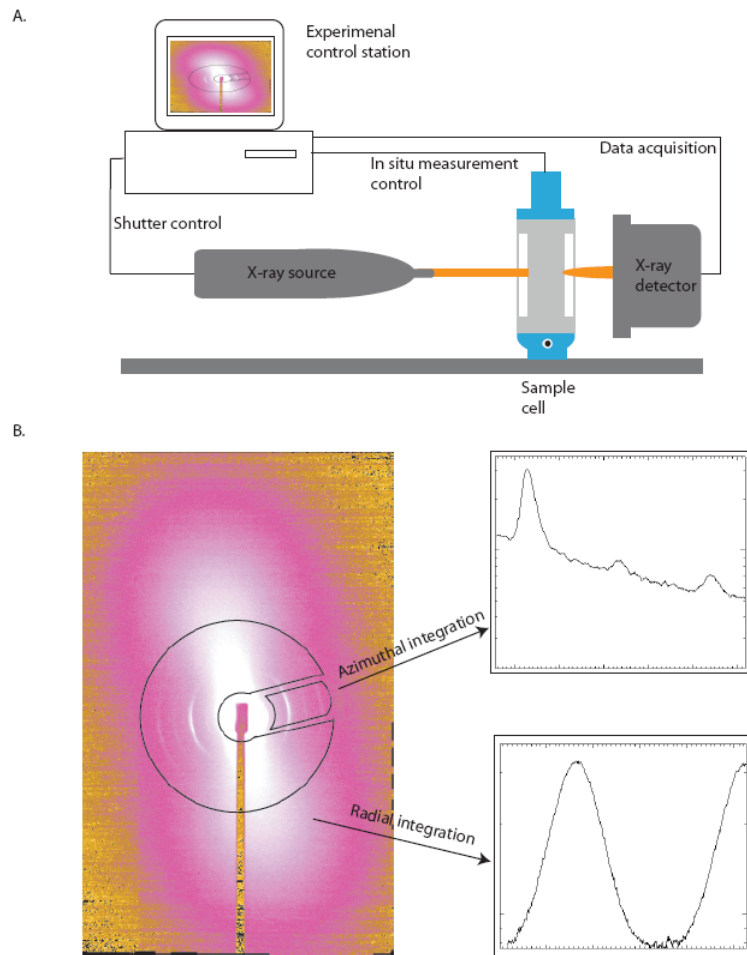 A.
Experimenal
control station
Data acquisition
In situ measurement
control
Shutter control
X-ray source
X-ray
detector
Sample
cell
B.
Azimuthal integration
Radial integration